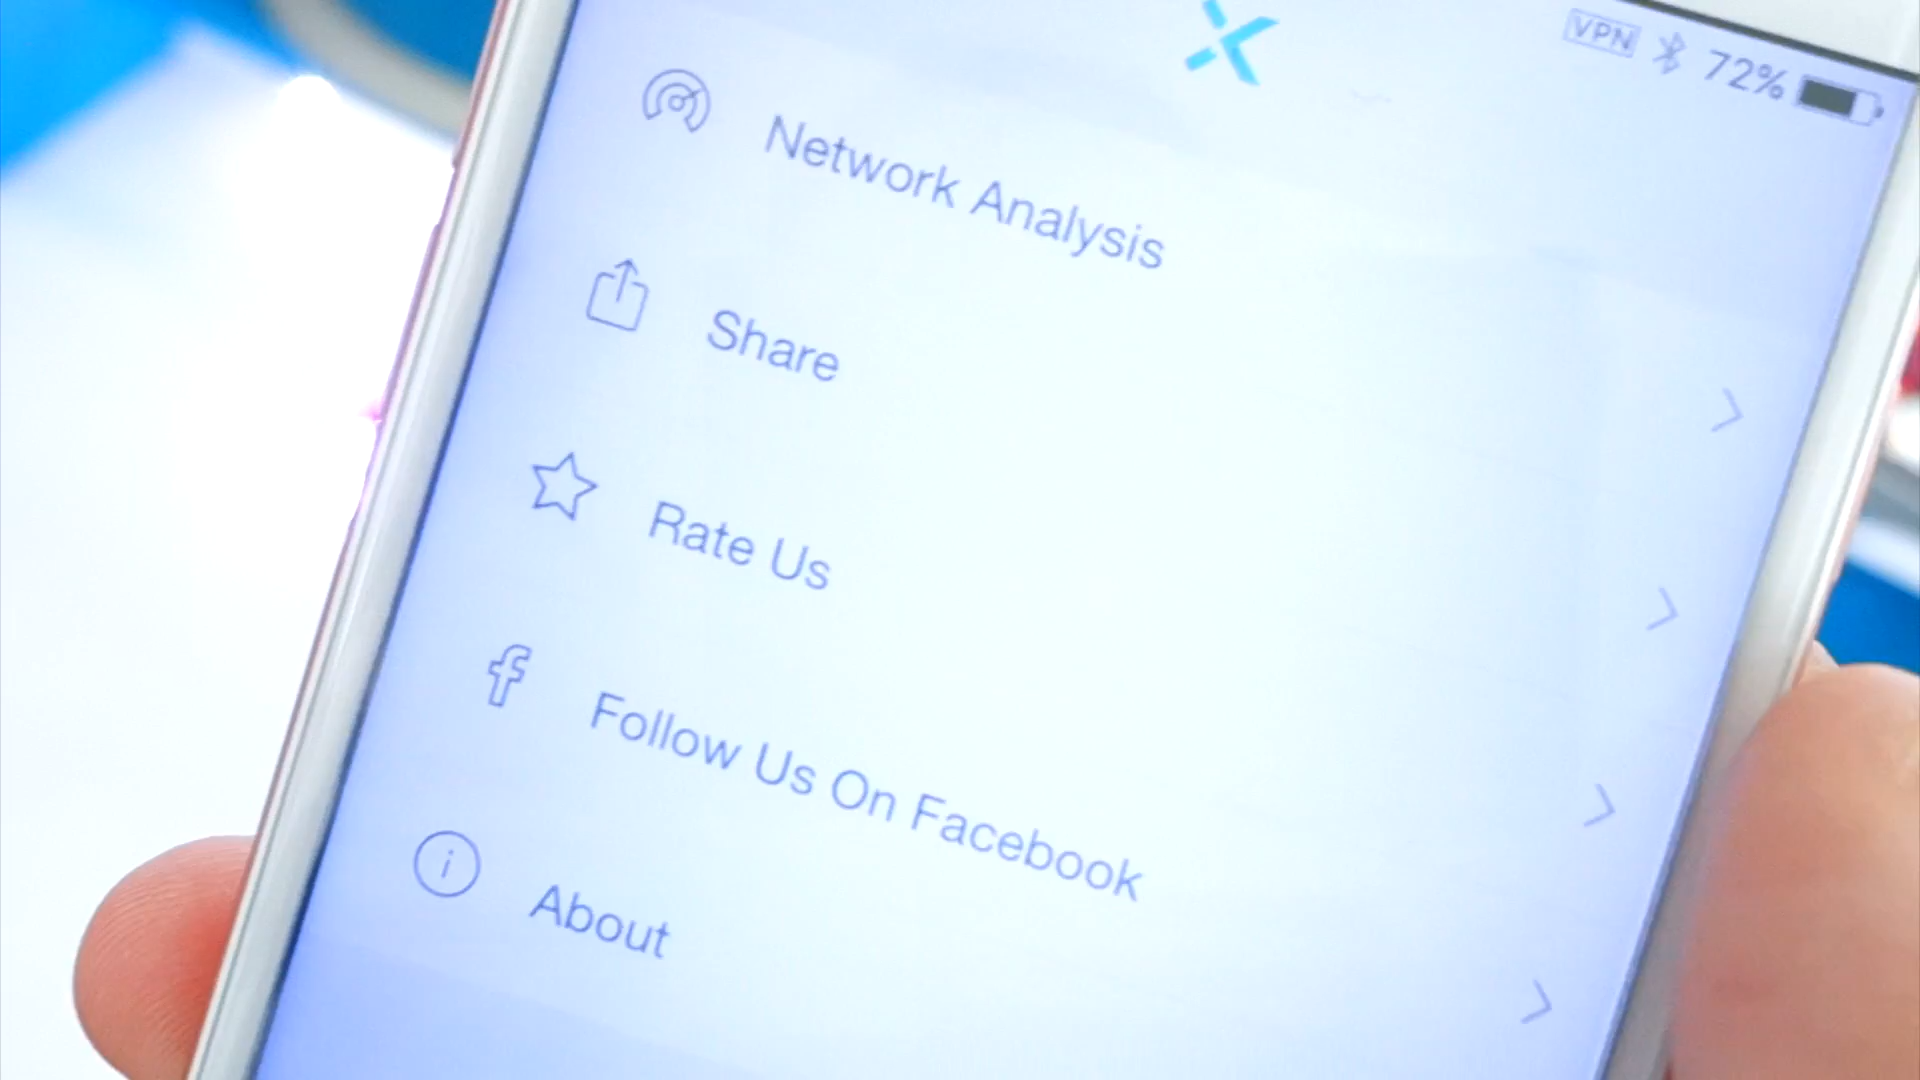 VPN 72%
Network Analysis
Share
Rate Us
Follow Us On Facebook
About